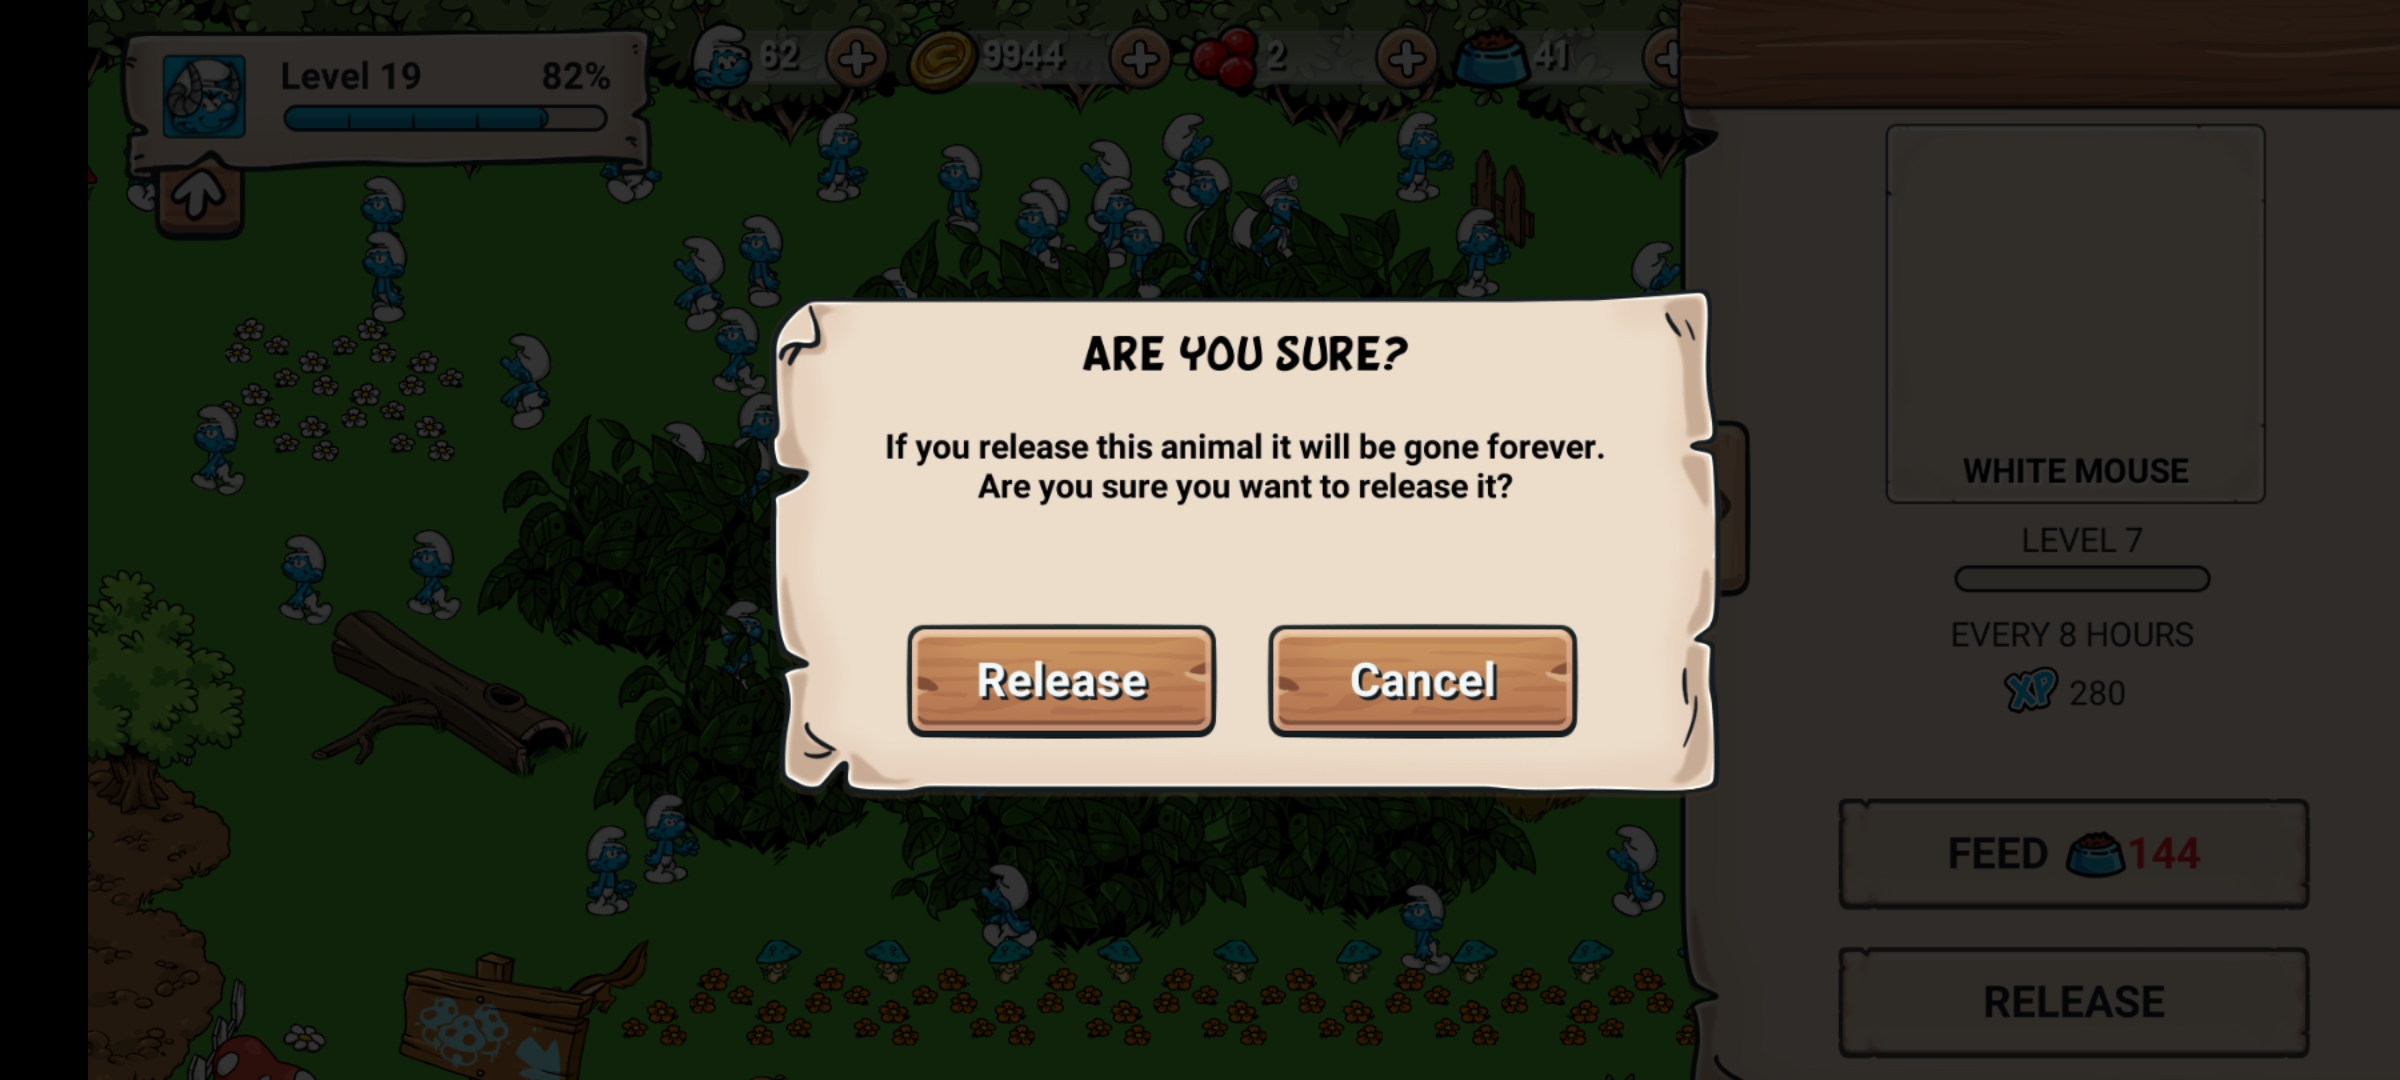 Level 19 82%
62
9944
2
41
ARE YOU SURE?
If you release this animal it will be gone forever.
Are you sure you want to release it?
Release
Cancel
WHITE MOUSE
LEVEL 7
EVERY 8 HOURS
XP 280
FEED 144
RELEASE